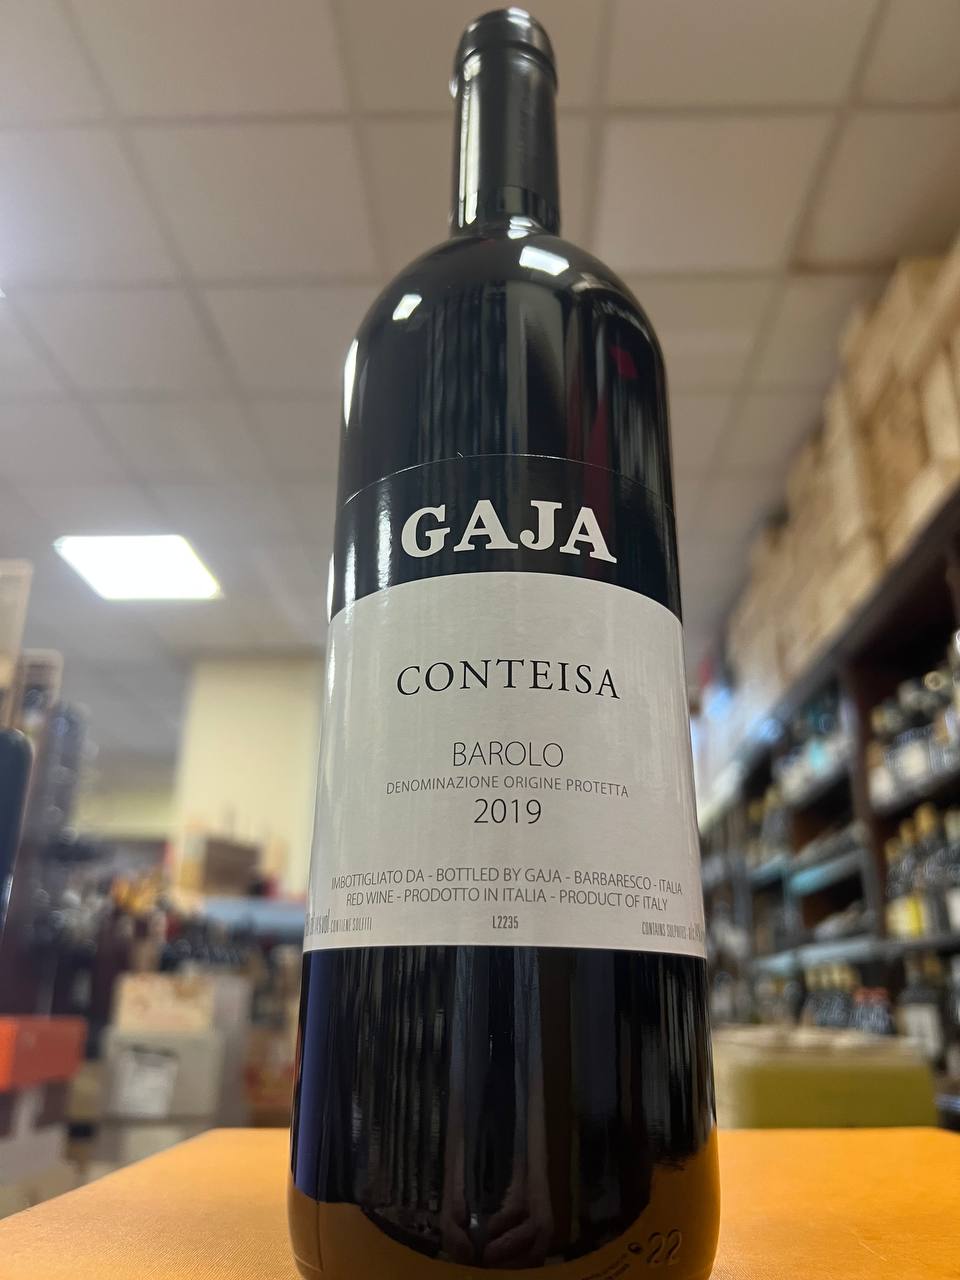 GAJA
CONTEISA
BAROLO
DENOMINAZIONE ORIGINE PROTETTA
2019
IMBOTTIGLIATO DA - BOTTLED BY GAJA - BARBARESCO - ITALIA
RED WINE - PRODOTTO IN ITALIA - PRODUCT OF ITALY
CONTIENE SOLFITI L2235 CONTAINS SULPHITES
22